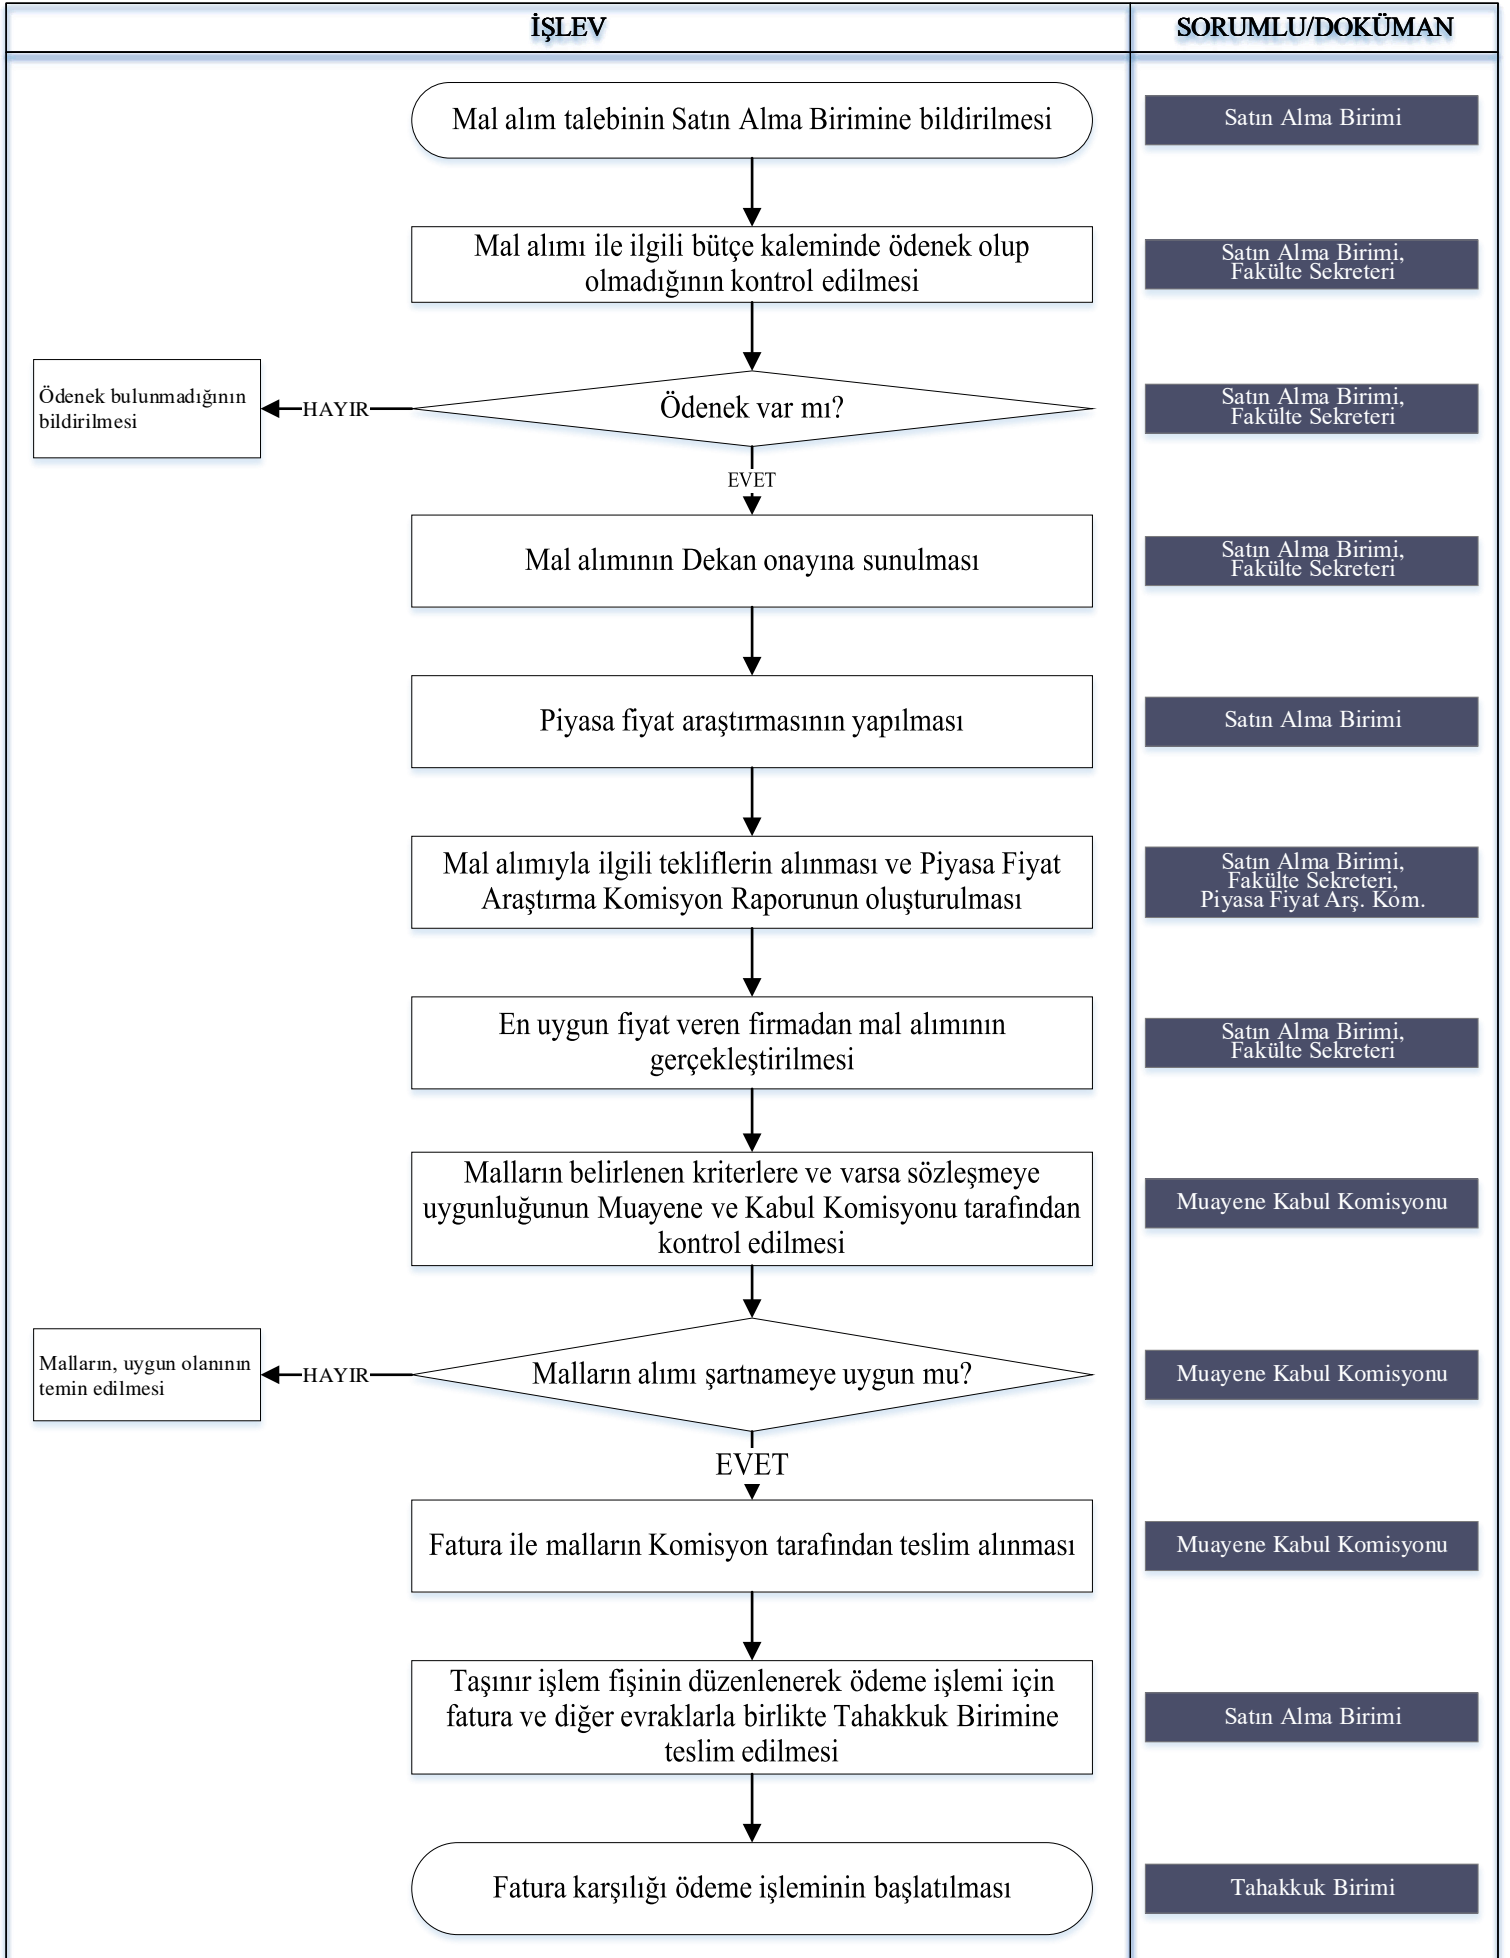 İŞLEV
SORUMLU/DOKÜMAN
Mal alım talebinin Satın Alma Birimine bildirilmesi
Satın Alma Birimi
Mal alımı ile ilgili bütçe kaleminde ödenek olup
olmadığının kontrol edilmesi
Satın Alma Birimi,
Fakülte Sekreteri
Ödenek bulunmadığının
bildirilmesi
HAYIR
Ödenek var mı?
Satın Alma Birimi,
Fakülte Sekreteri
EVET
Mal alımının Dekan onayına sunulması
Satın Alma Birimi,
Fakülte Sekreteri
Piyasa fiyat araştırmasının yapılması
Satın Alma Birimi
Mal alımıyla ilgili tekliflerin alınması ve Piyasa Fiyat
Araştırma Komisyon Raporunun oluşturulması
Satın Alma Birimi,
Fakülte Sekreteri,
Piyasa Fiyat Arş. Kom.
En uygun fiyat veren firmadan mal alımının
gerçekleştirilmesi
Satın Alma Birimi,
Fakülte Sekreteri
Malların belirlenen kriterlere ve varsa sözleşmeye
uygunluğunun Muayene ve Kabul Komisyonu tarafından
kontrol edilmesi
Muayene Kabul Komisyonu
Malların, uygun olanının
temin edilmesi
HAYIR
Malların alımı şartnameye uygun mu?
Muayene Kabul Komisyonu
EVET
Fatura ile malların Komisyon tarafından teslim alınması
Muayene Kabul Komisyonu
Taşınır işlem fişinin düzenlenerek ödeme işlemi için
fatura ve diğer evraklarla birlikte Tahakkuk Birimine
teslim edilmesi
Satın Alma Birimi
Fatura karşılığı ödeme işleminin başlatılması
Tahakkuk Birimi